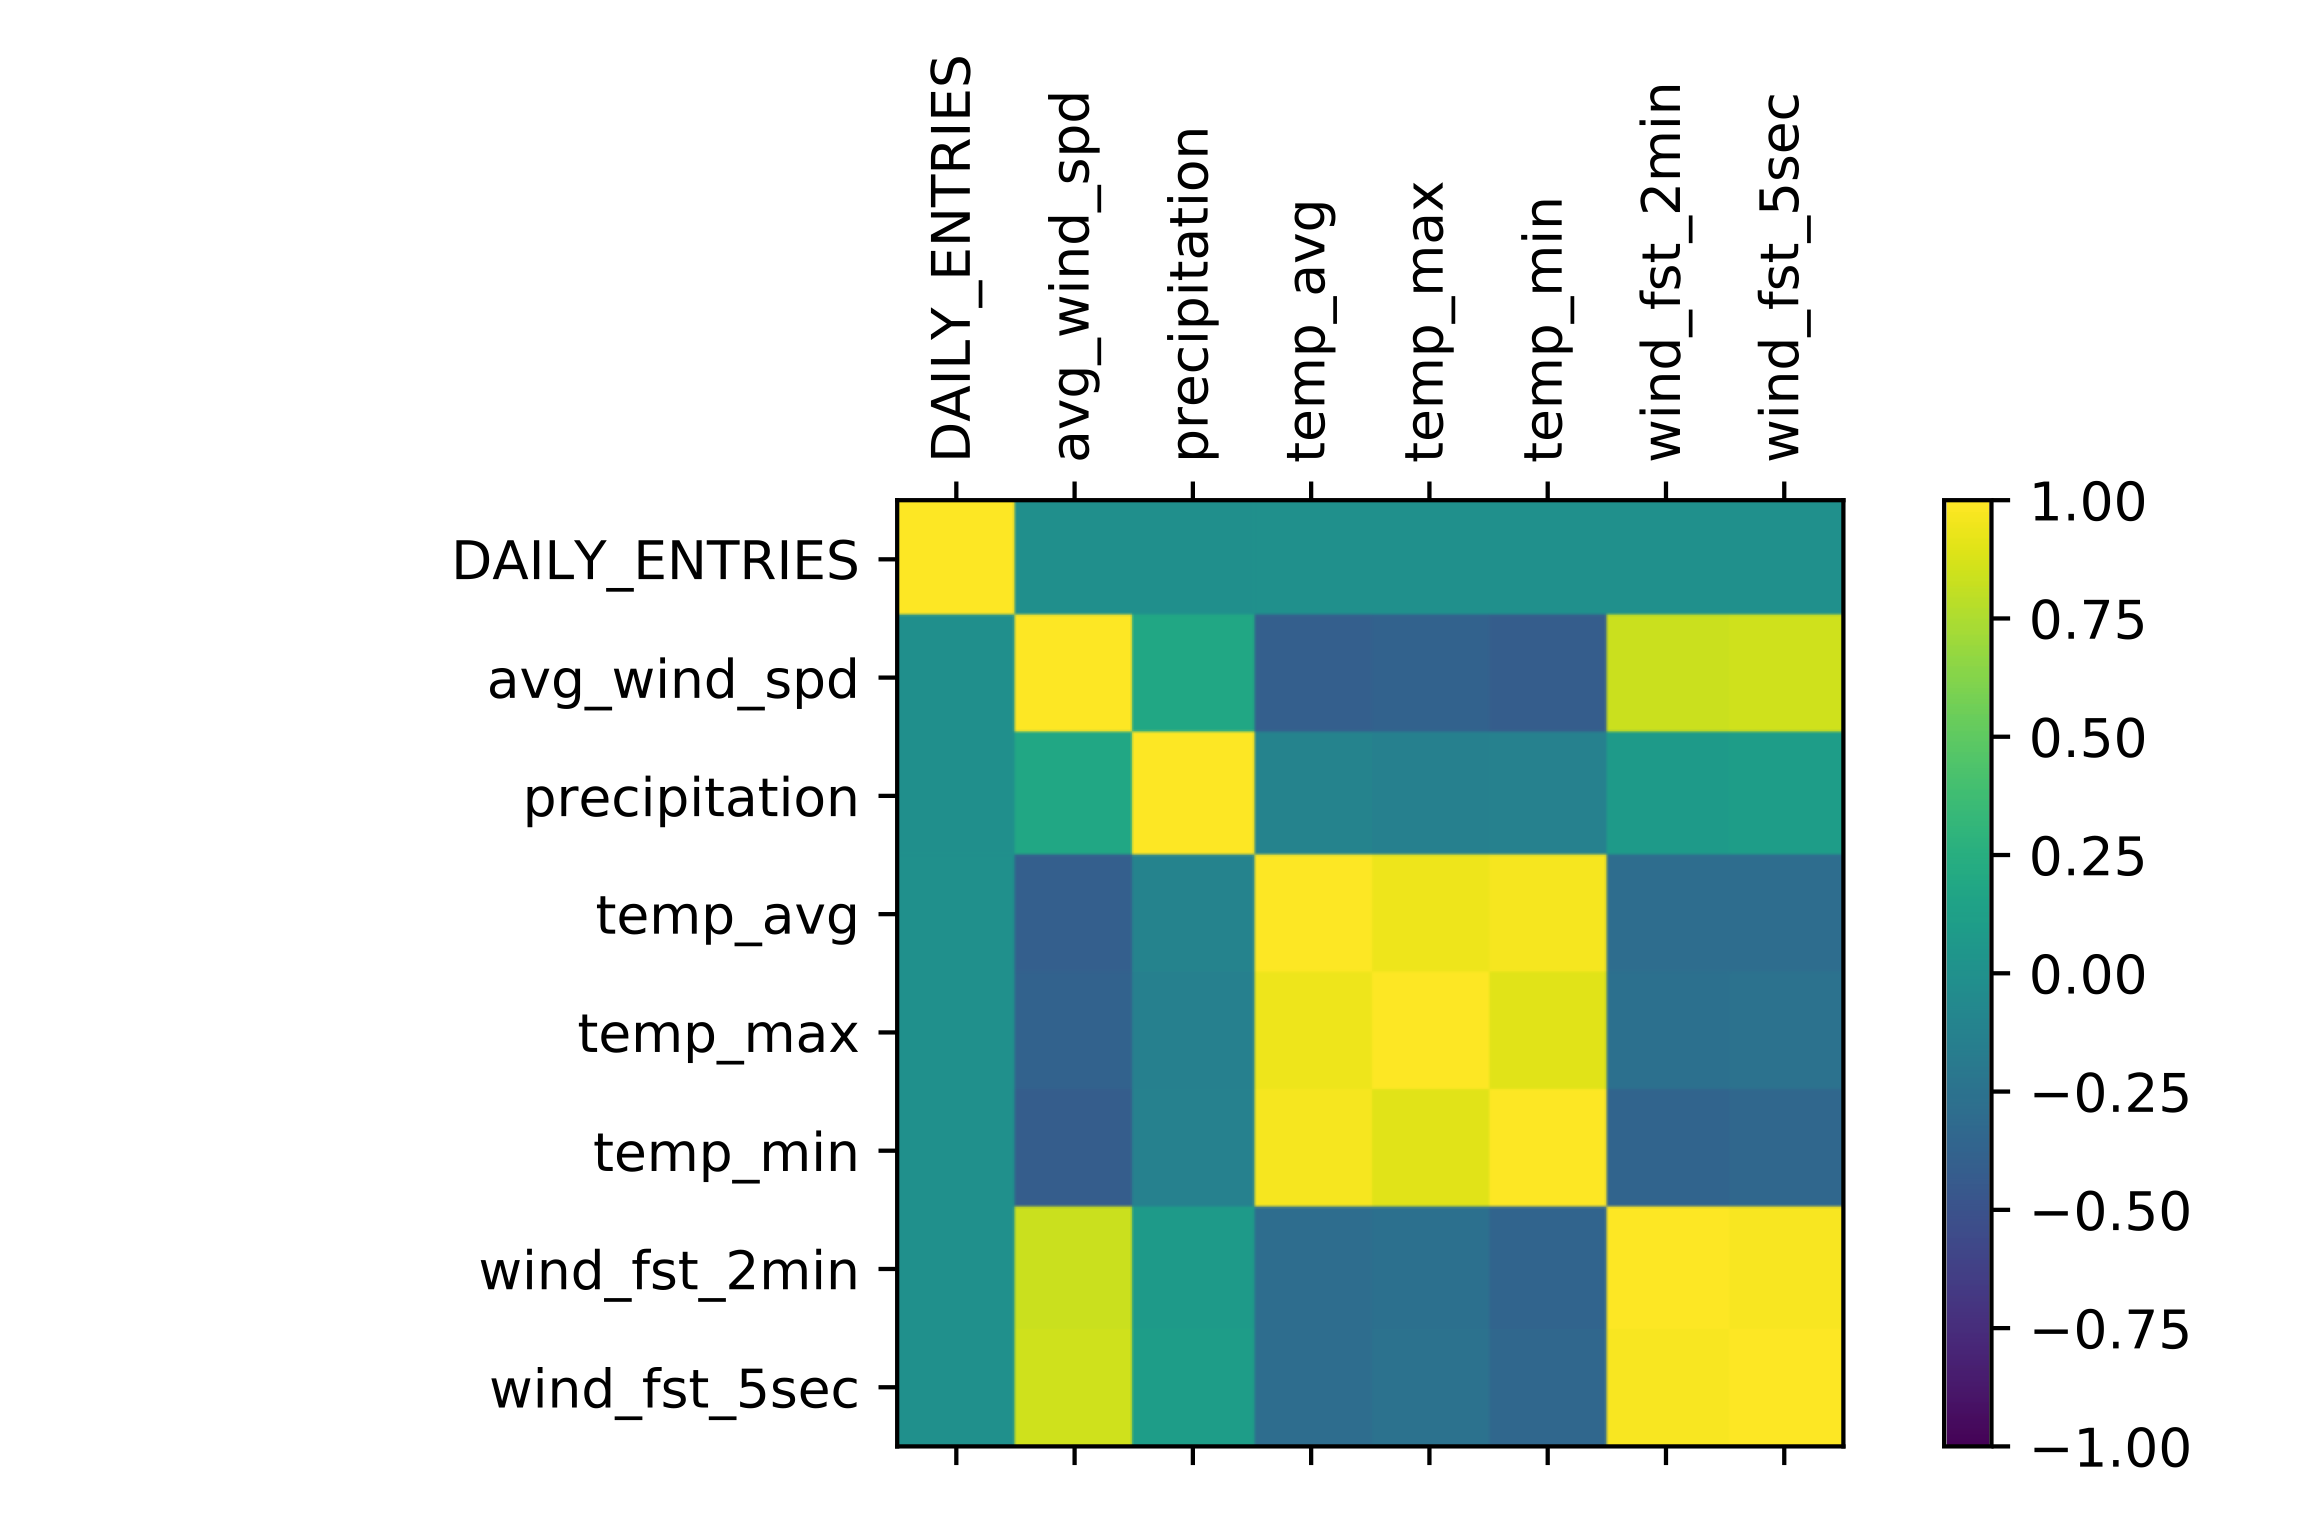 DAILY_ENTRIES
avg_wind_spd
precipitation
temp_avg
temp_max
temp_min
wind_fst_2min
wind_fst_5sec
DAILY_ENTRIES
avg_wind_spd
precipitation
temp_avg
temp_max
temp_min
wind_fst_2min
wind_fst_5sec
1.00
0.75
0.50
0.25
0.00
−0.25
−0.50
−0.75
−1.00